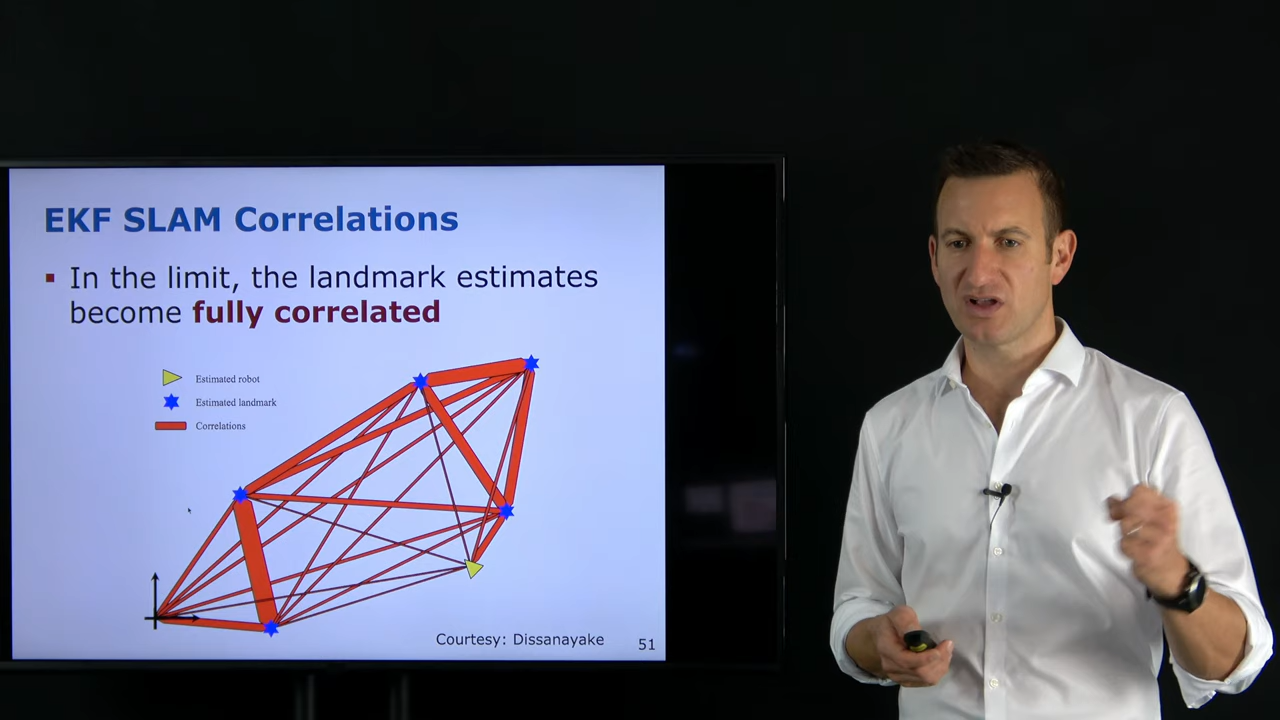 EKF SLAM Correlations
In the limit, the landmark estimates
become fully correlated
Estimated robot
Estimated landmark
Correlations
Courtesy: Dissanayake
51